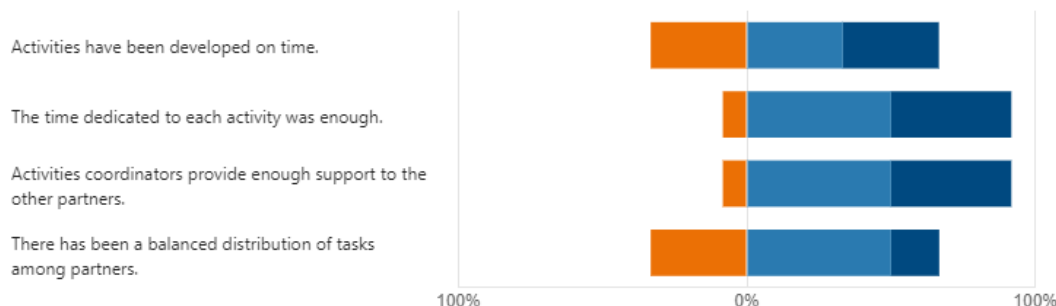 Activities have been developed on time.
The time dedicated to each activity was enough.
Activities coordinators provide enough support to the
other partners.
There has been a balanced distribution of tasks
among partners.
100% 0% 100%